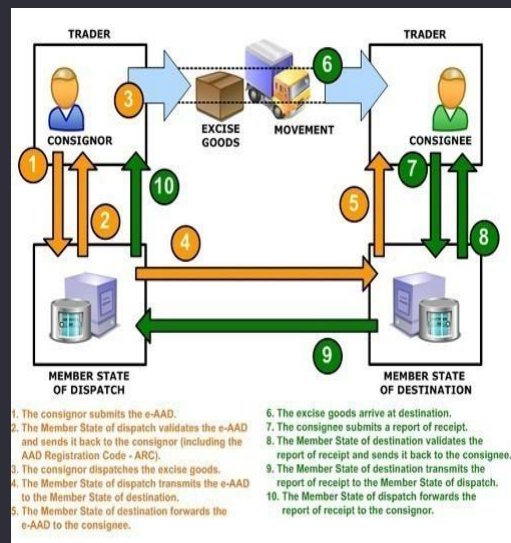 TRADER
TRADER
3
6
CONSIGNOR
EXCISE
GOODS
MOVEMENT
CONSIGNEE
1
2
10
4
5
7
8
9
MEMBER STATE
OF DISPATCH
MEMBER STATE
OF DESTINATION
1. The consignor submits the e-AAD.
2. The Member State of dispatch validates the e-AAD
and sends it back to the consignor (including the
AAD Registration Code - ARC).
3. The consignor dispatches the excise goods.
4. The Member State of dispatch transmits the e-AAD
to the Member State of destination.
5. The Member State of destination forwards the
e-AAD to the consignee.
6. The excise goods arrive at destination.
7. The consignee submits a report of receipt.
8. The Member State of destination validates the
report of receipt and sends it back to the consignee.
9. The Member State of destination transmits the
report of receipt to the Member State of dispatch.
10. The Member State of dispatch forwards the
report of receipt to the consignor.